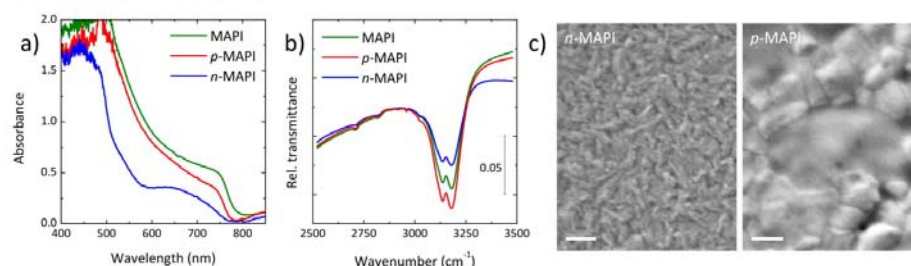 a)
2.0
1.5
1.0
0.5
0.0
Absorbance
MAPI
p-MAPI
n-MAPI
400 500 600 700 800
Wavelength (nm)
b)
Rel. transmittance
MAPI
p-MAPI
n-MAPI
0.05
2500 2750 3000 3250 3500
Wavenumber (cm⁻¹)
c)
n-MAPI
p-MAPI